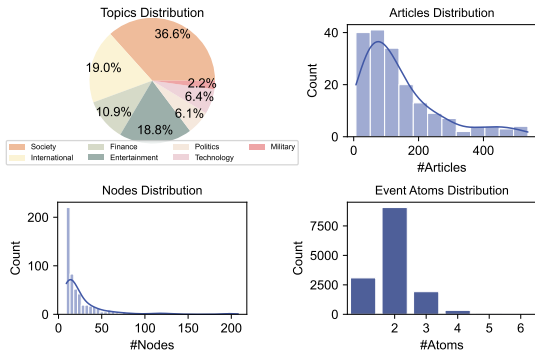 Topics Distribution
36.6%
19.0%
10.9%
18.8%
6.1%
6.4%
2.2%
Society
Finance
Politics
Military
International
Entertainment
Technology
Articles Distribution
Count
40
20
0
0
200
400
#Articles
Nodes Distribution
Count
200
100
0
0
50
100
150
200
#Nodes
Event Atoms Distribution
Count
7500
5000
2500
0
2
3
4
5
6
#Atoms